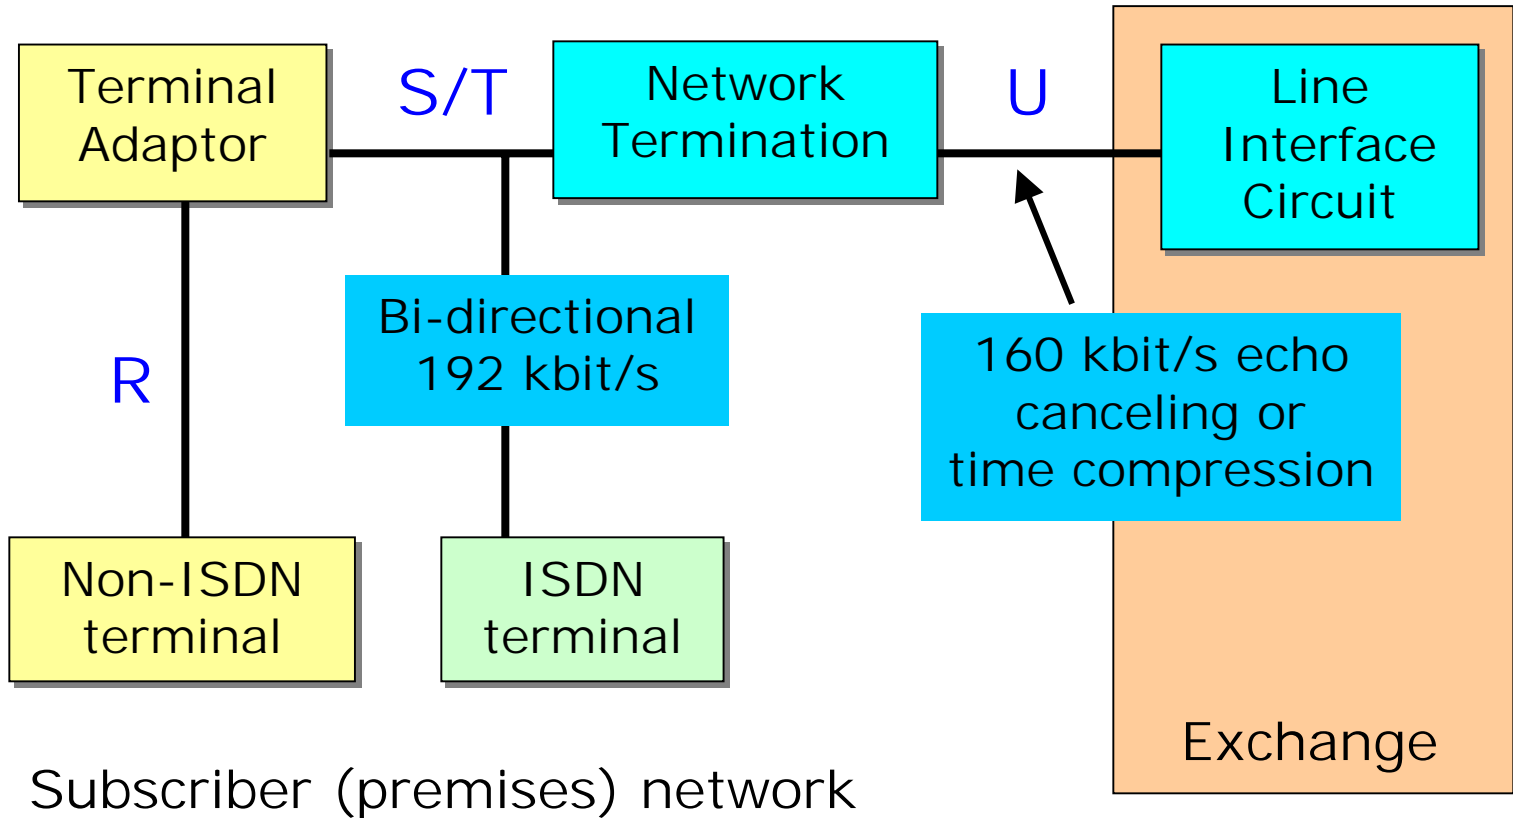 Terminal
Adaptor
S/T
Network
Termination
U
Line
Interface
Circuit
R
Bi-directional
192 kbit/s
160 kbit/s echo
canceling or
time compression
Non-ISDN
terminal
ISDN
terminal
Exchange
Subscriber (premises) network